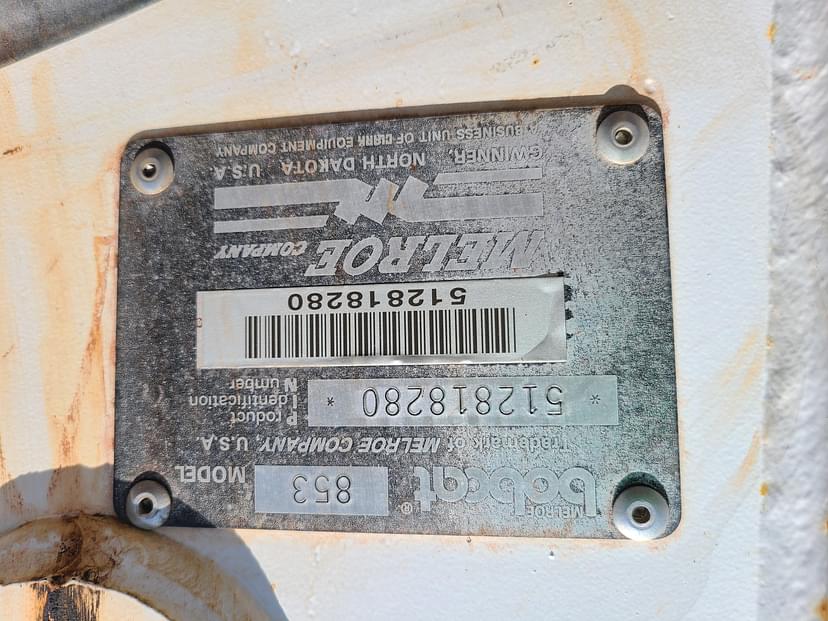 MELROE
bobcat®
MODEL 853
Trademark of MELROE COMPANY, U.S.A.
Product
Identification
Number
*512818280*
512818280
MELROE COMPANY
GWINNER, NORTH DAKOTA U.S.A.
A BUSINESS UNIT OF CLARK EQUIPMENT COMPANY